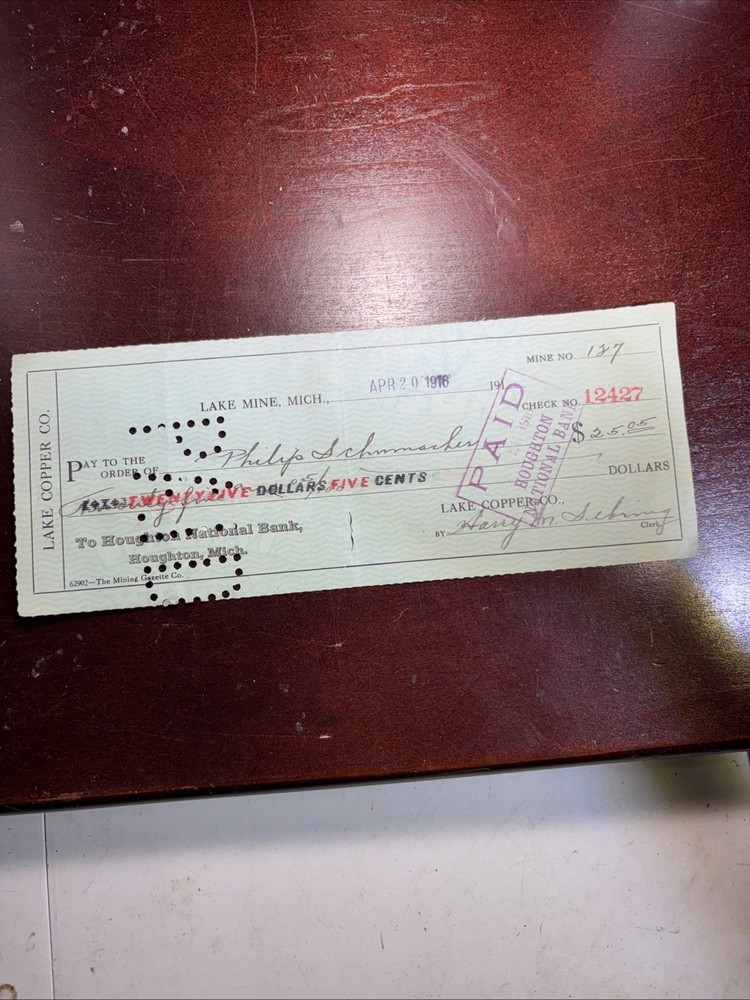 LAKE COPPER CO.
MINE NO. 187
LAKE MINE, MICH., APR 20 1916 191
CHECK NO. 12427
PAY TO THE
ORDER OF Philip Schumacher $25.05
TWENTY FIVE DOLLARS FIVE CENTS DOLLARS
PAID
HOUGHTON
NATIONAL BANK
To Houghton National Bank,
Houghton, Mich.
LAKE COPPER CO.,
BY Harry M.
Clerk
62902—The Mining Gazette Co.